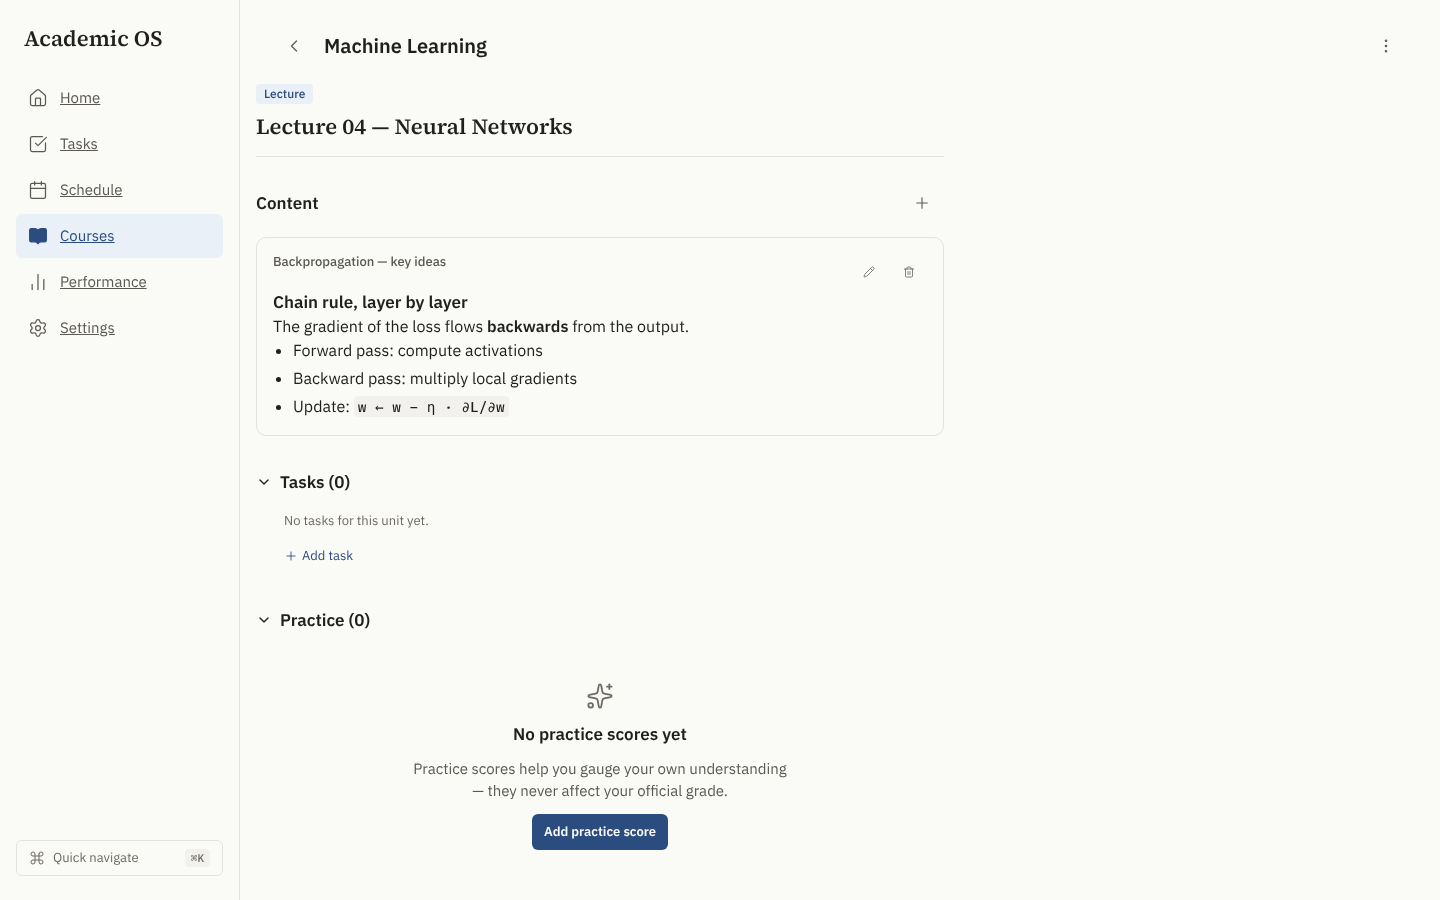 Academic OS
Home
Tasks
Schedule
Courses
Performance
Settings
Quick navigate ⌘K
Machine Learning
Lecture
Lecture 04 — Neural Networks
Content
Backpropagation — key ideas
Chain rule, layer by layer
The gradient of the loss flows backwards from the output.
• Forward pass: compute activations
• Backward pass: multiply local gradients
• Update: w ← w − η · ∂L/∂w
Tasks (0)
No tasks for this unit yet.
+ Add task
Practice (0)
No practice scores yet
Practice scores help you gauge your own understanding
— they never affect your official grade.
Add practice score